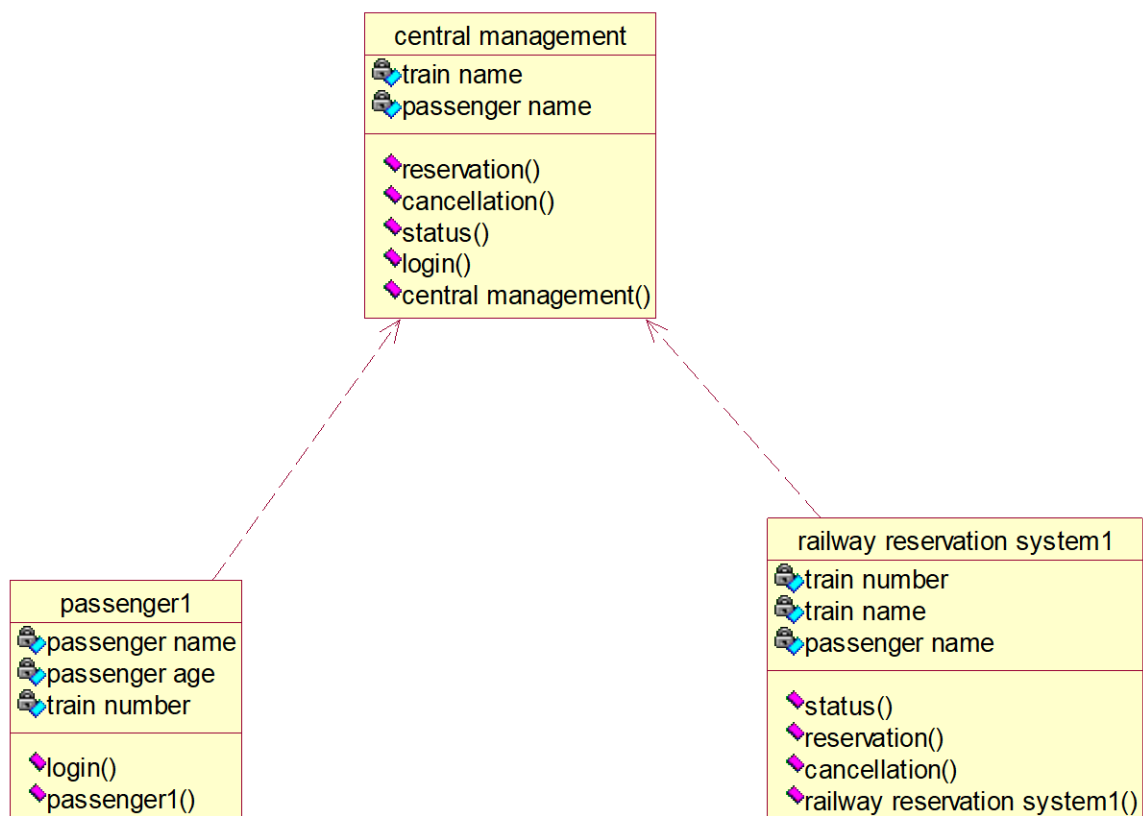 central management
train name
passenger name
reservation()
cancellation()
status()
login()
central management()
passenger1
passenger name
passenger age
train number
login()
passenger1()
railway reservation system1
train number
train name
passenger name
status()
reservation()
cancellation()
railway reservation system1()